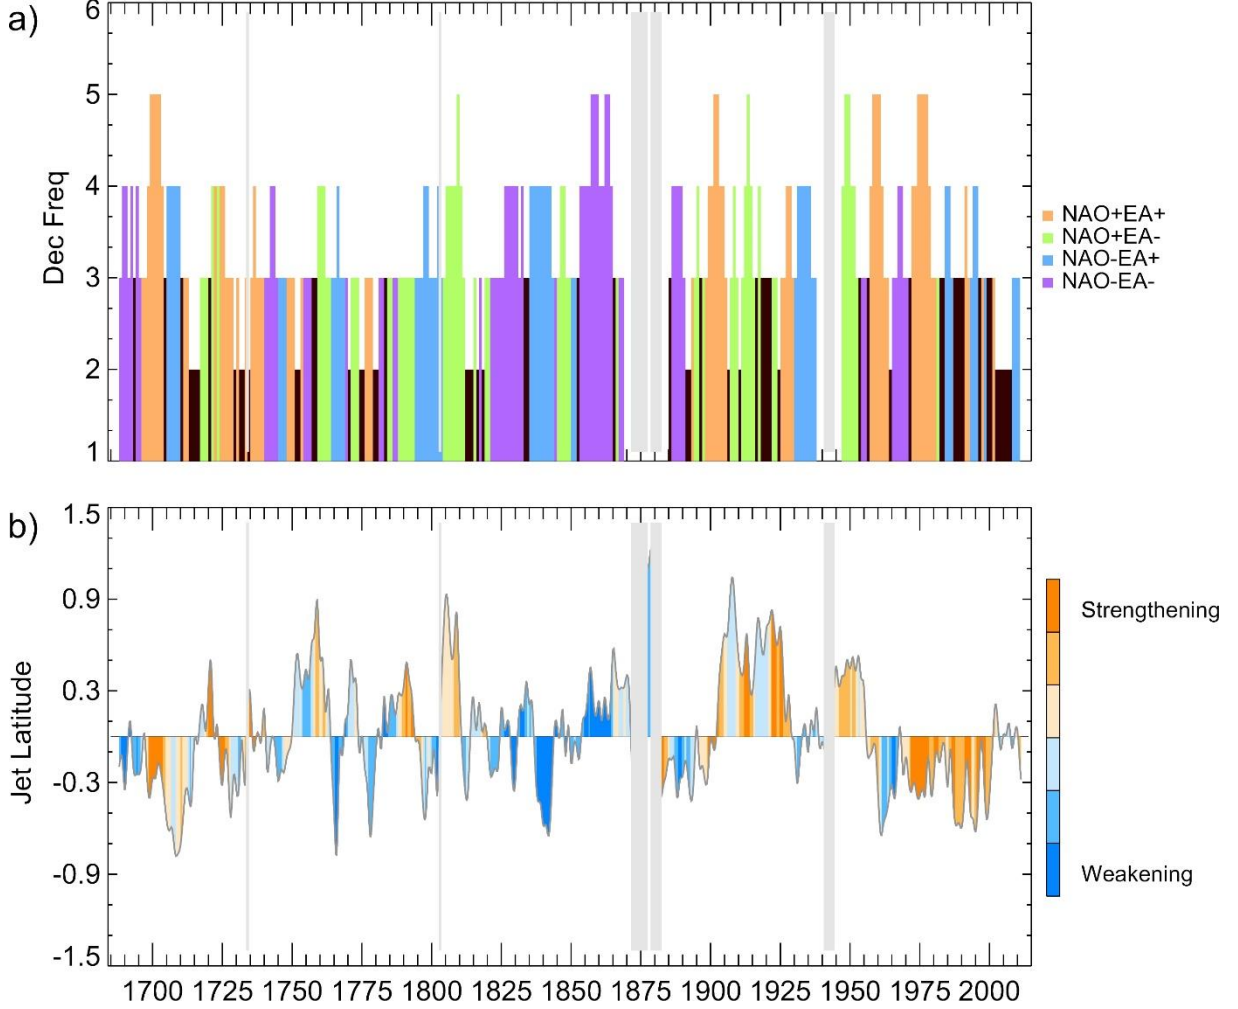 a)
6
5
4
3
2
1
Dec Freq
NAO+EA+
NAO+EA-
NAO-EA+
NAO-EA-
b)
1.5
0.9
0.3
-0.3
-0.9
-1.5
Jet Latitude
Strengthening
Weakening
1700 1725 1750 1775 1800 1825 1850 1875 1900 1925 1950 1975 2000